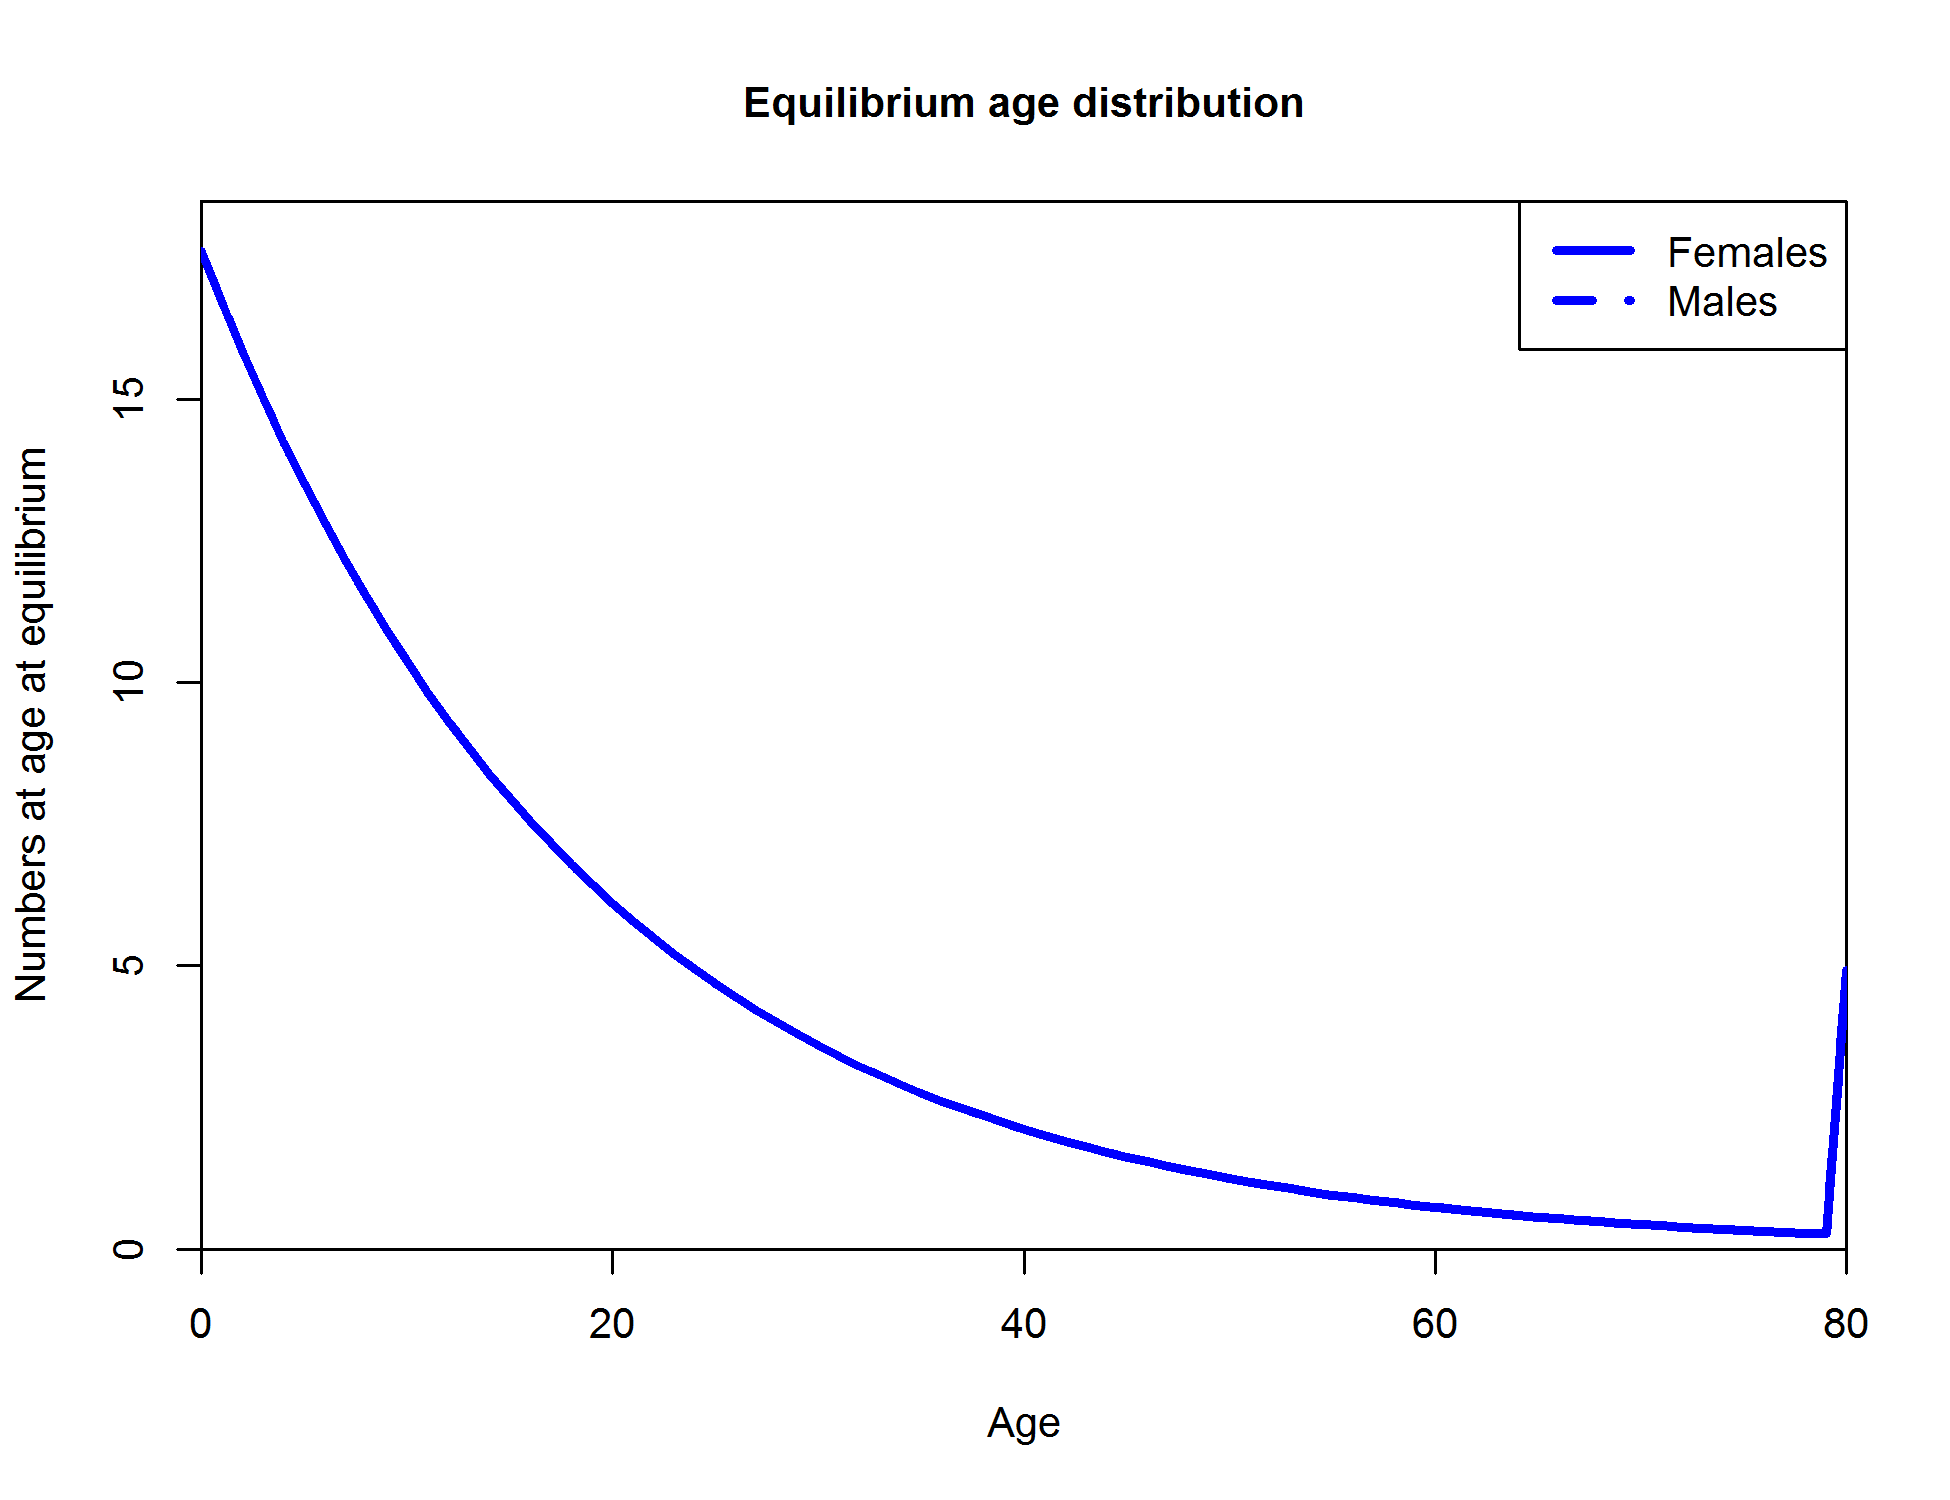 Equilibrium age distribution
Females
Males
Numbers at age at equilibrium
15
10
5
0
0 20 40 60 80
Age